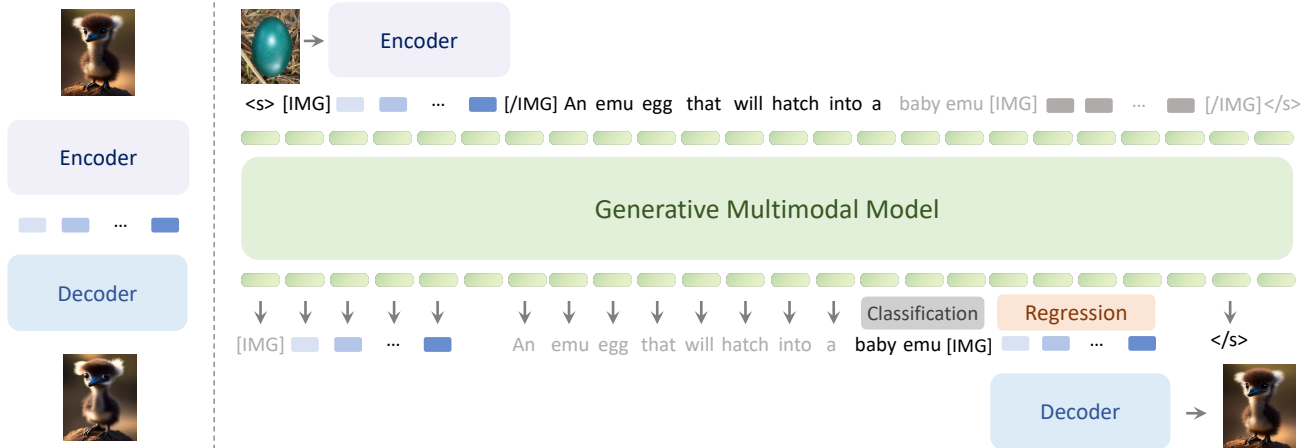 Encoder
...
Decoder
Encoder
<s> [IMG] ... [/IMG] An emu egg that will hatch into a baby emu [IMG] ... [/IMG] </s>
Generative Multimodal Model
Classification Regression
[IMG] ... An emu egg that will hatch into a baby emu [IMG] ... </s>
Decoder